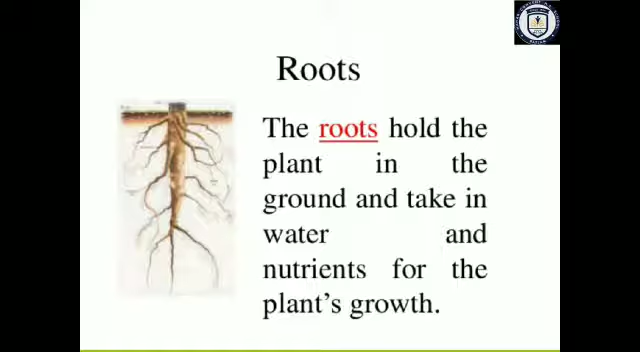 Roots
The roots hold the
plant in the
ground and take in
water and
nutrients for the
plant's growth.